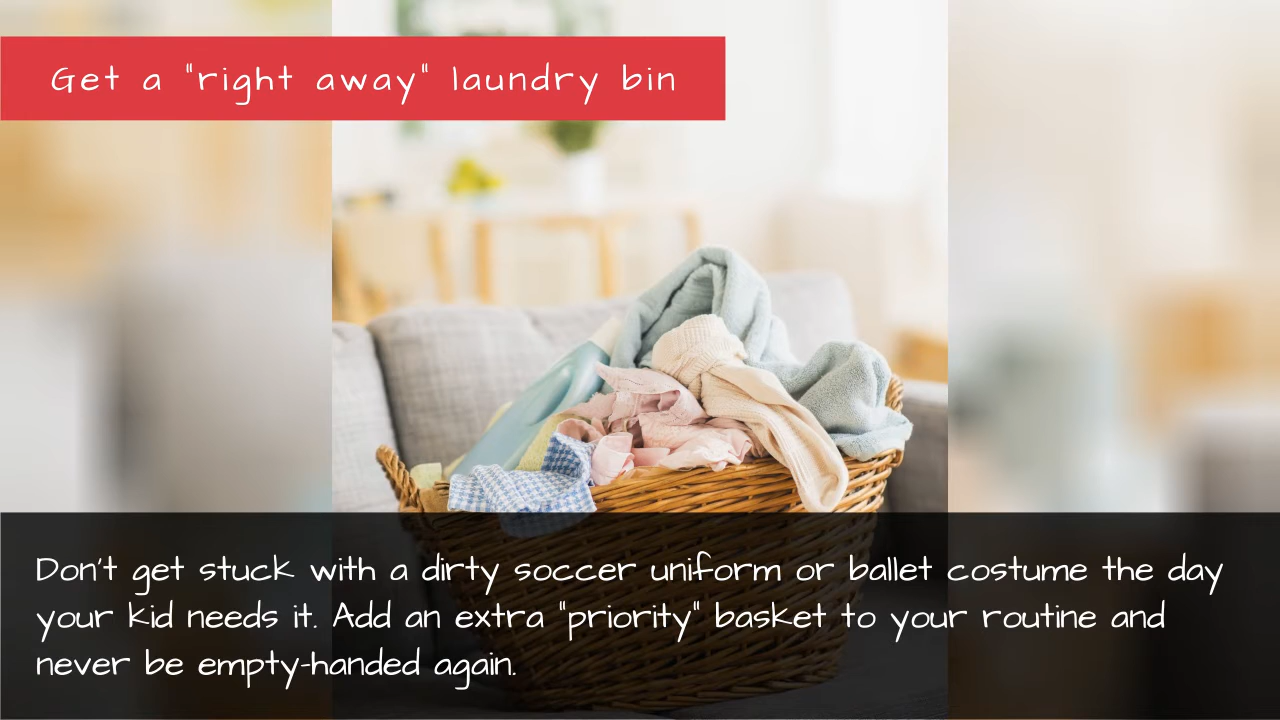 Get a "right away" laundry bin
Don't get stuck with a dirty soccer uniform or ballet costume the day
your kid needs it. Add an extra "priority" basket to your routine and
never be empty-handed again.